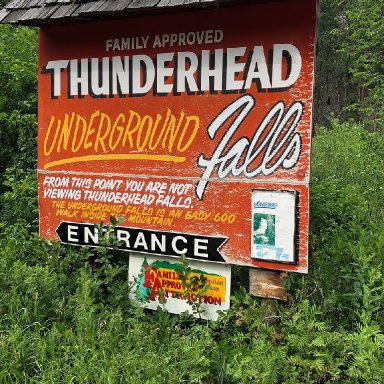 FAMILY APPROVED
THUNDERHEAD
UNDERGROUND
Falls
FROM THIS POINT YOU ARE NOT
VIEWING THUNDERHEAD FALLS.
THE UNDERGROUND FALLS IS AN EASY 600
WALK INSIDE MOUNTAIN.
ENTRANCE
FAMILY
APPROVED
ATTRACTION